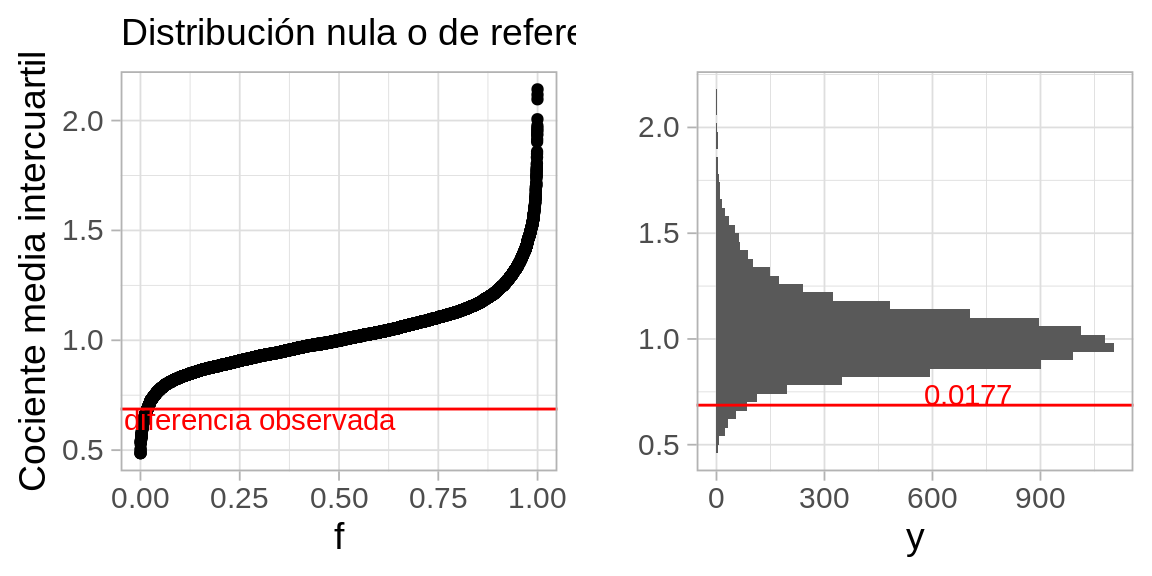 Distribución nula o de refere
Cociente media intercuartil
2.0
1.5
1.0
0.5
diferencia observada
0.00 0.25 0.50 0.75 1.00
f
2.0
1.5
1.0
0.5
0.0177
0 300 600 900
y